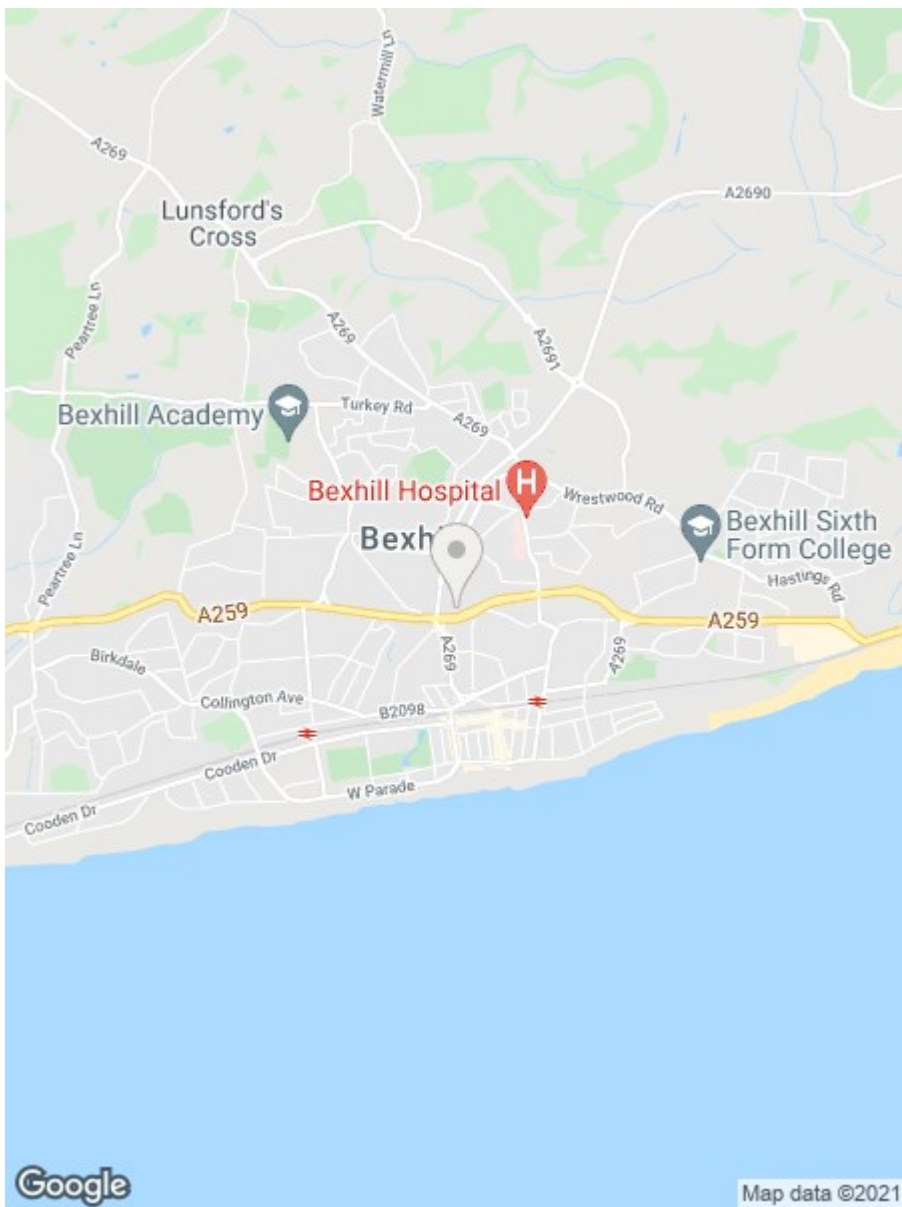 Watermill Ln
A269
A2690
Lunsford's
Cross
Peartree Ln
A269
A2691
Bexhill Academy
Turkey Rd
A269
Bexhill Hospital
H
Wrestwood Rd
Bexhill Sixth
Form College
Bexh
Peartree Ln
Hastings Rd
A259
A259
A269
A269
Birkdale
Collington Ave
B2098
Cooden Dr
W Parade
Cooden Dr
Google
Map data ©2021